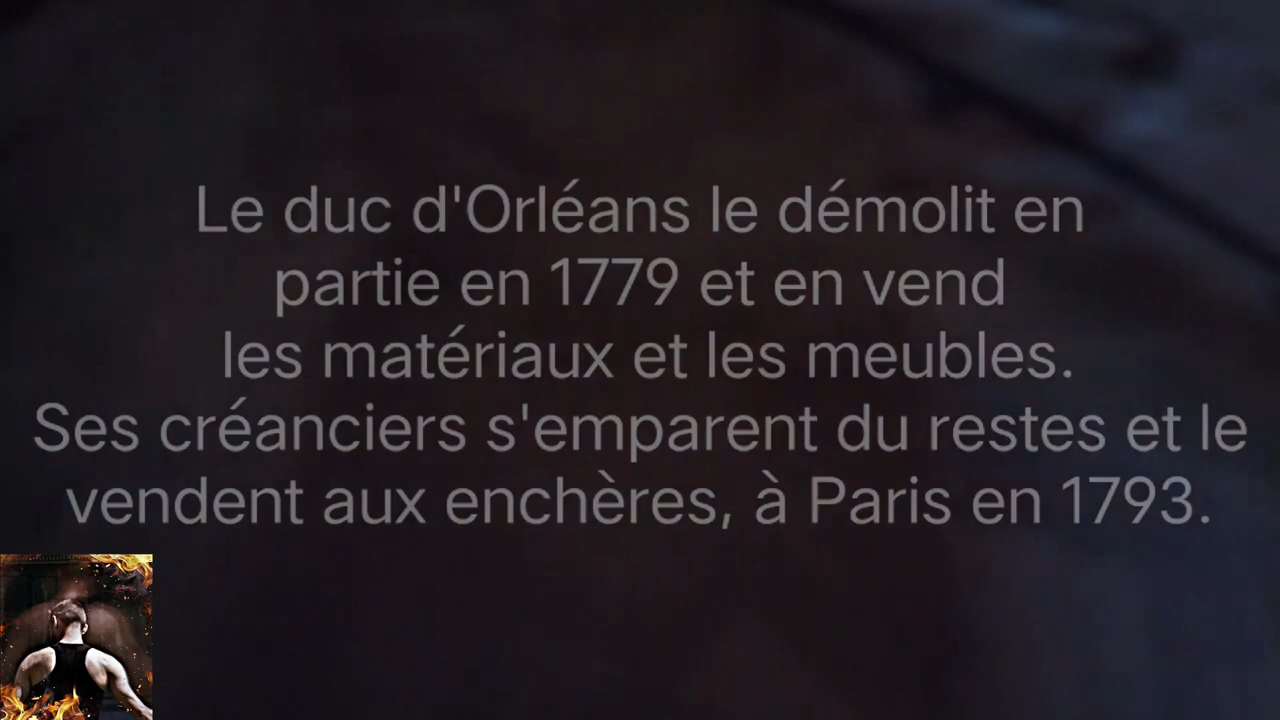 Le duc d'Orléans le démolit en
partie en 1779 et en vend
les matériaux et les meubles.
Ses créanciers s'emparent du restes et le
vendent aux enchères, à Paris en 1793.